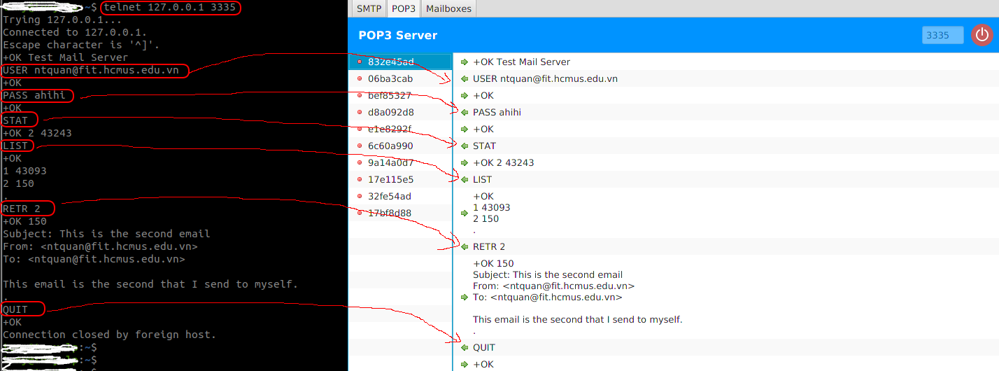 :~$ telnet 127.0.0.1 3335
Trying 127.0.0.1...
Connected to 127.0.0.1.
Escape character is '^]'.
+OK Test Mail Server
USER ntquan@fit.hcmus.edu.vn
+OK
PASS ahihi
+OK
STAT
+OK 2 43243
LIST
+OK
1 43093
2 150
.
RETR 2
+OK 150
Subject: This is the second email
From: <ntquan@fit.hcmus.edu.vn>
To: <ntquan@fit.hcmus.edu.vn>
This email is the second that I send to myself.
.
QUIT
+OK
Connection closed by foreign host.
:~$
:~$
SMTP POP3 Mailboxes
POP3 Server 3335
832e45ad
06ba3cab
bef85327
d8a092d8
e1e8292f
6c60a990
9a14a0d7
17e115e5
32fe54ad
17bf8d88
+OK Test Mail Server
USER ntquan@fit.hcmus.edu.vn
+OK
PASS ahihi
+OK
STAT
+OK 2 43243
LIST
+OK
1 43093
2 150
.
RETR 2
+OK 150
Subject: This is the second email
From: <ntquan@fit.hcmus.edu.vn>
To: <ntquan@fit.hcmus.edu.vn>
This email is the second that I send to myself.
.
QUIT
+OK